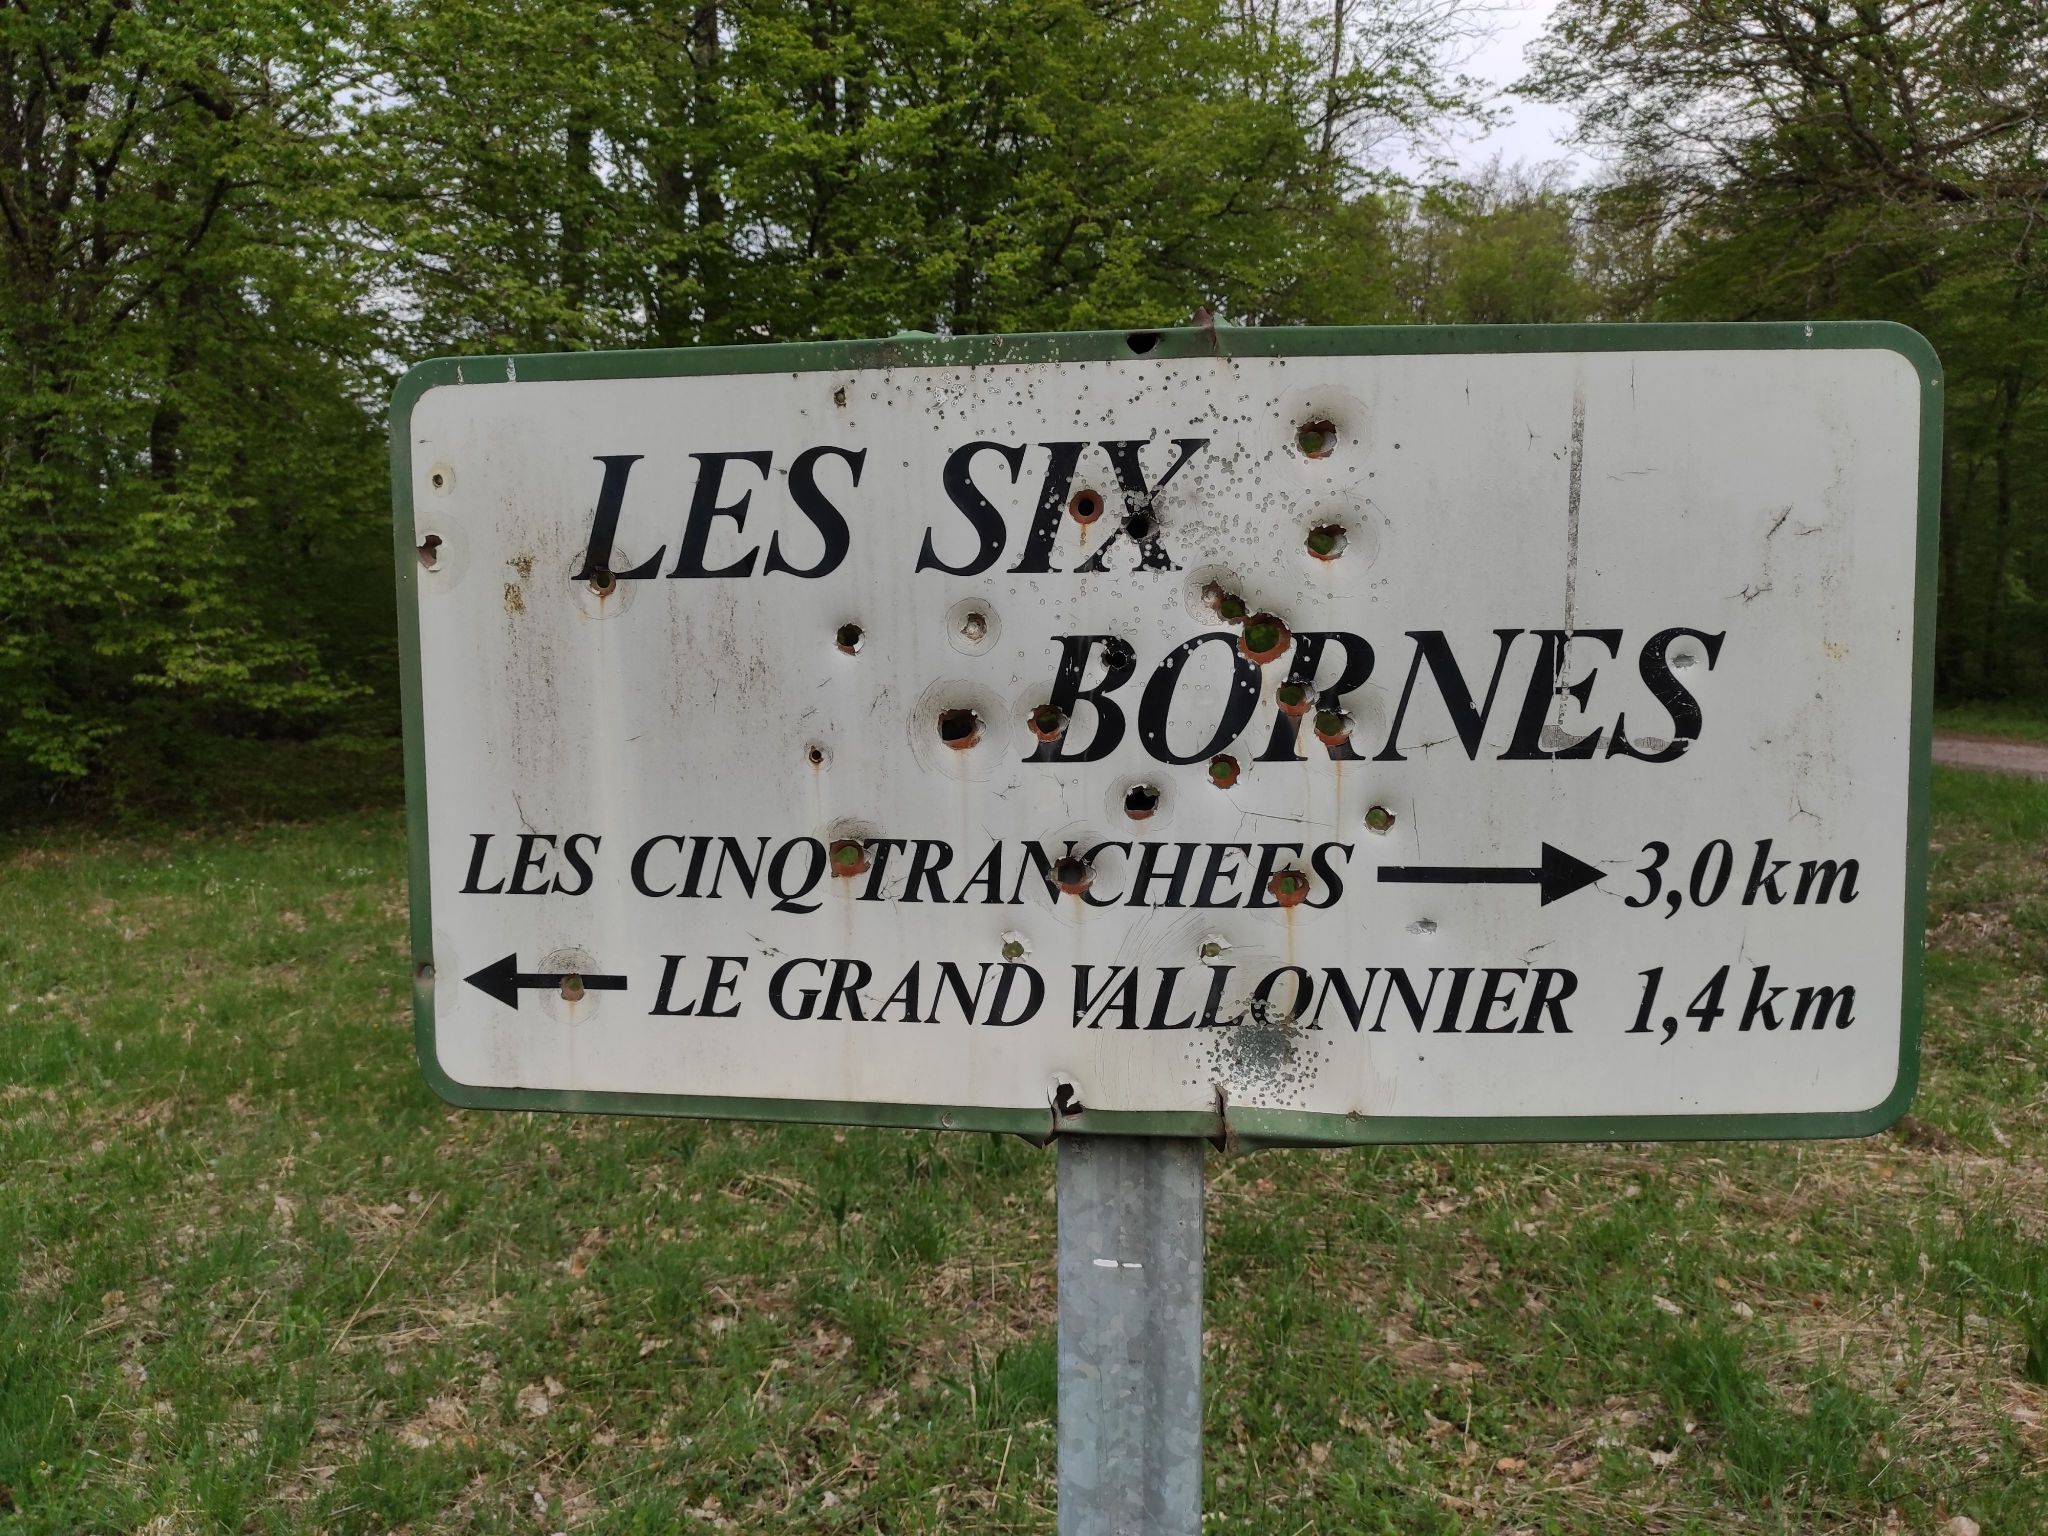 LES SIX
BORNES
LES CINQ TRANCHEES → 3,0 km
← LE GRAND VALLONNIER 1,4 km